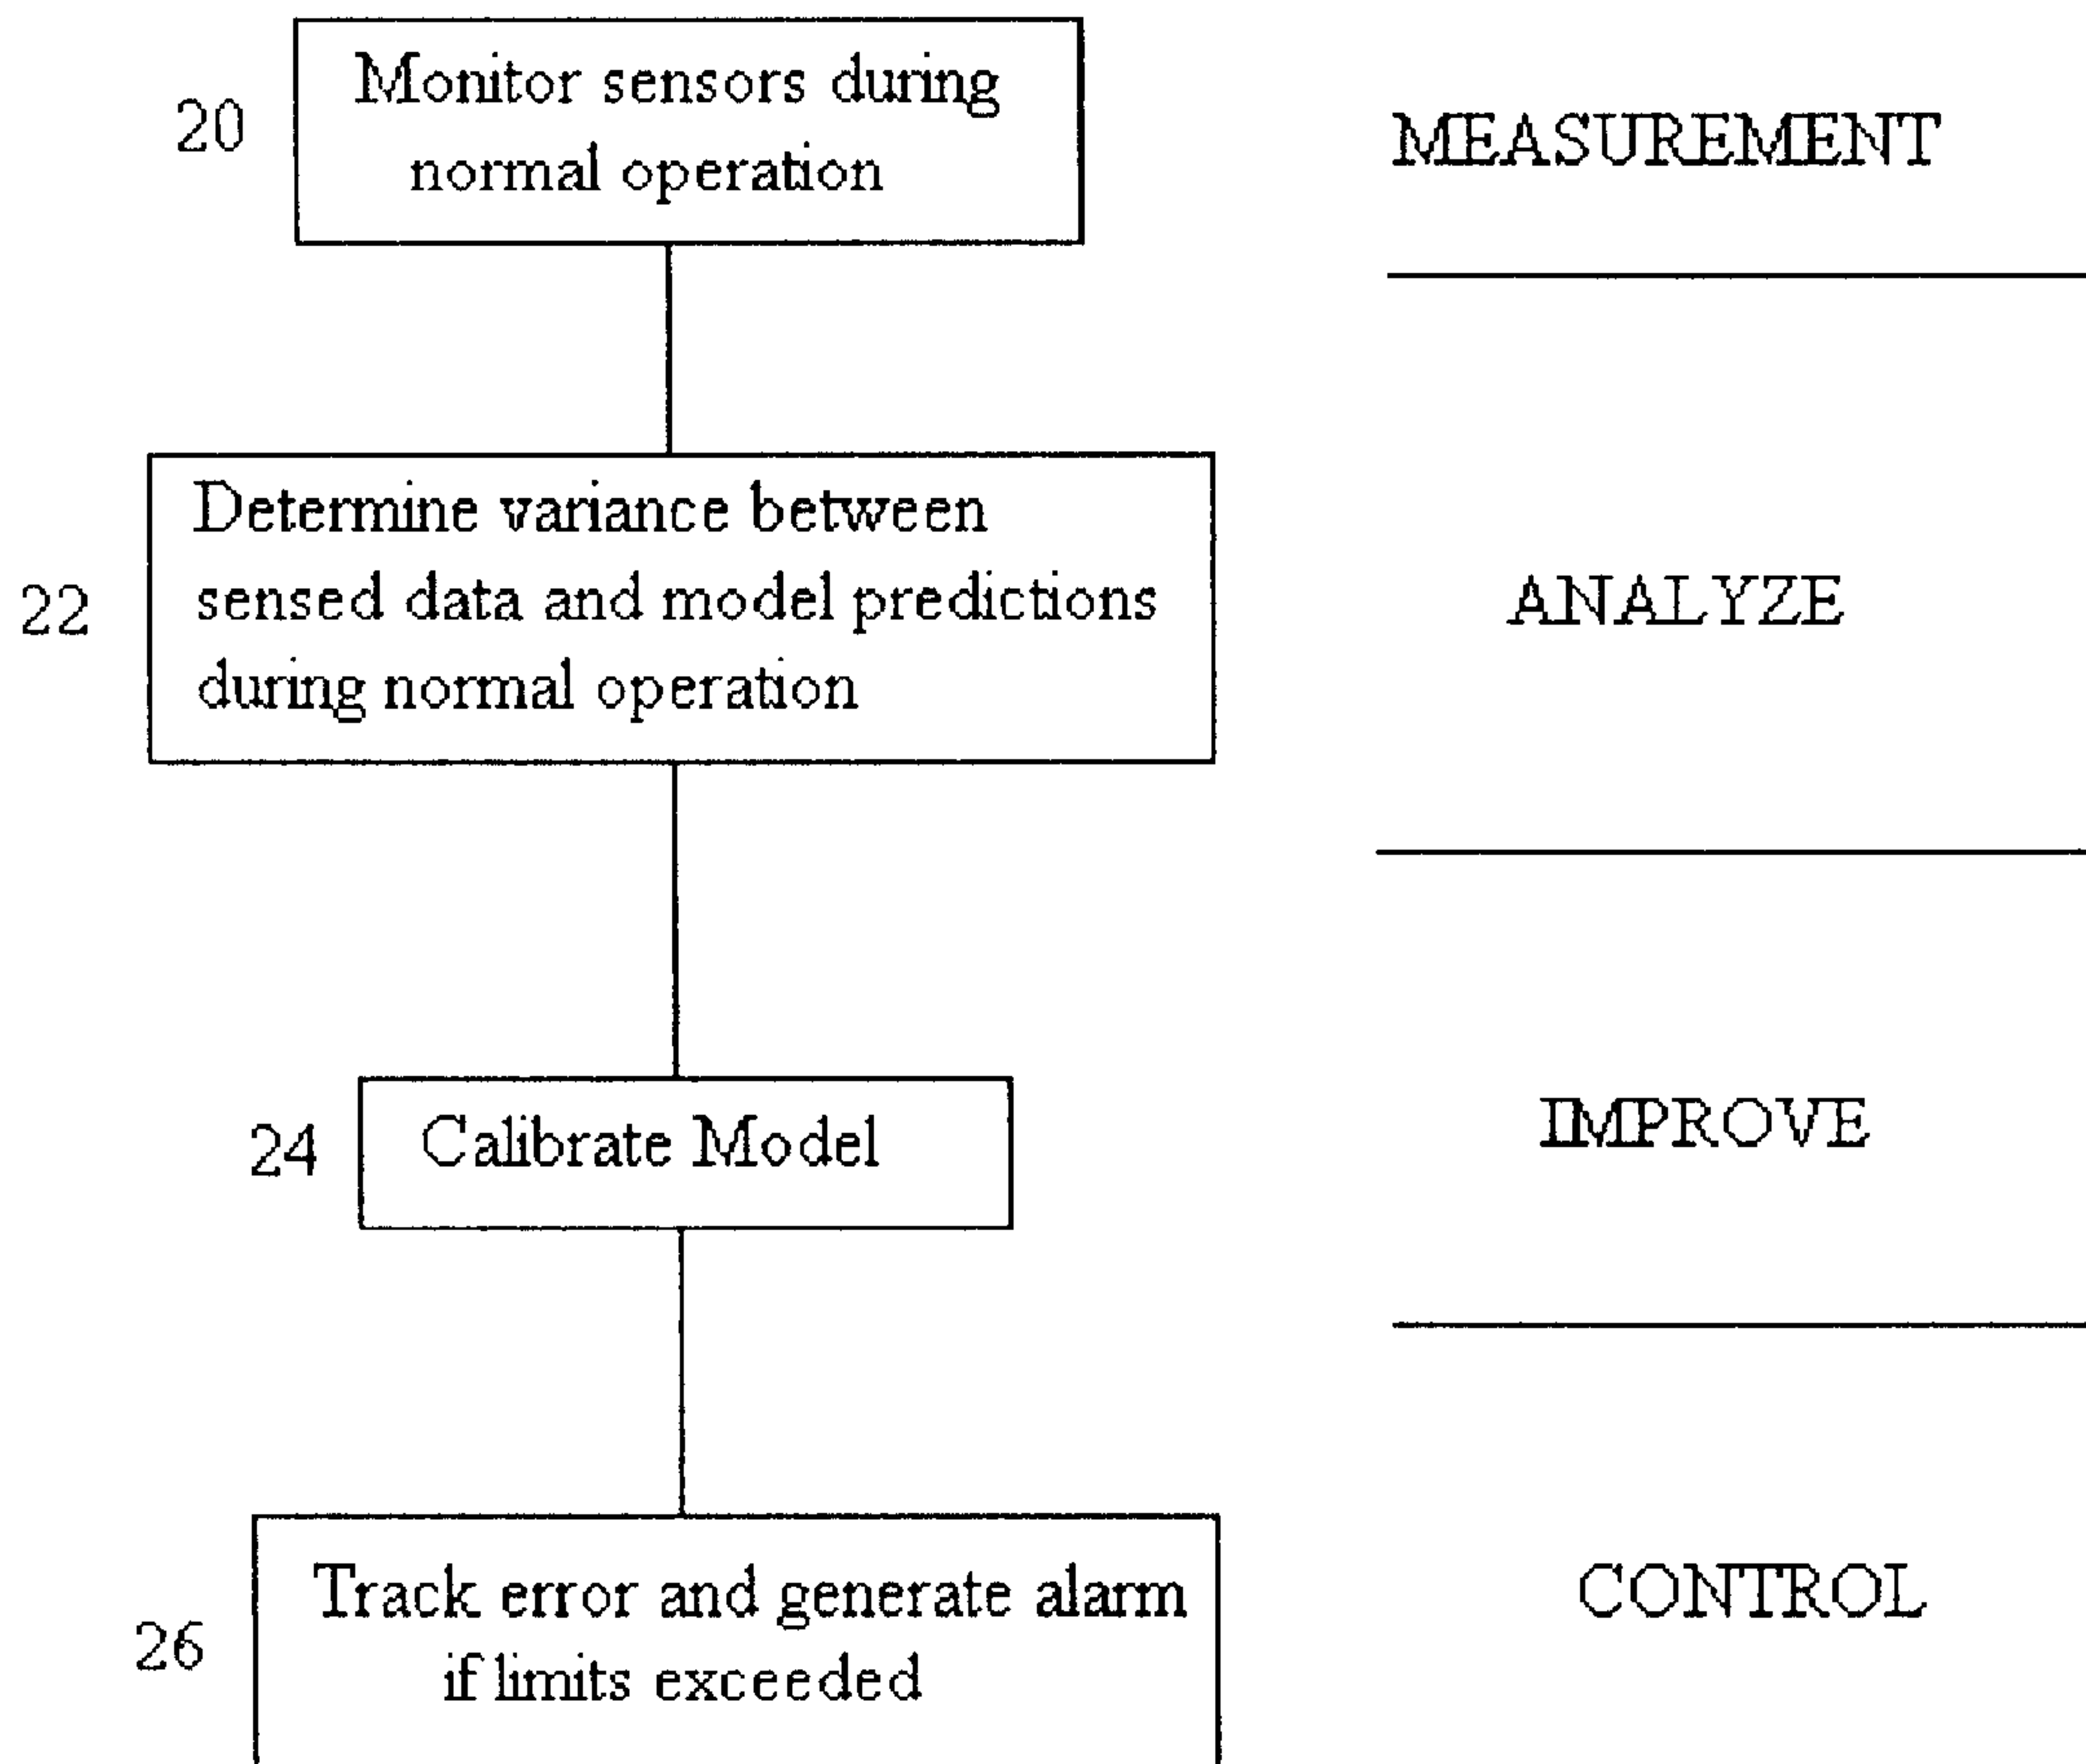 Monitor sensors during
normal operation
20
MEASUREMENT
Determine variance between
sensed data and model predictions
during normal operation
22
ANALYZE
Calibrate Model
24
IMPROVE
Track error and generate alarm
if limits exceeded
26
CONTROL